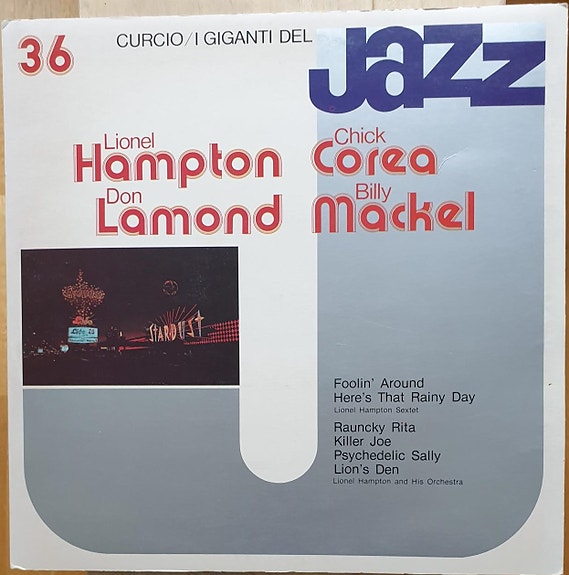 36
CURCIO/I GIGANTI DEL
Jazz
Lionel
Hampton
Chick
Corea
Don
Lamond
Billy
Mackel
STARDUST
Foolin' Around
Here's That Rainy Day
Lionel Hampton Sextet
Rauncky Rita
Killer Joe
Psychedelic Sally
Lion's Den
Lionel Hampton and His Orchestra